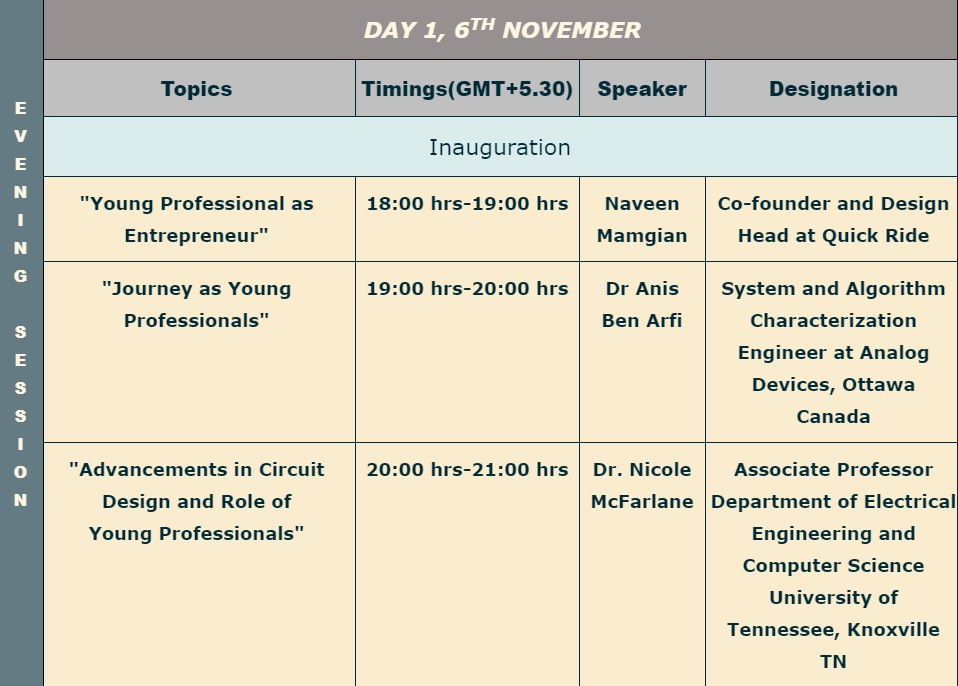 DAY 1, 6TH NOVEMBER
EVENING SESSION
Topics Timings(GMT+5.30) Speaker Designation
Inauguration
"Young Professional as
Entrepreneur"
18:00 hrs-19:00 hrs
Naveen
Mamgian
Co-founder and Design
Head at Quick Ride
"Journey as Young
Professionals"
19:00 hrs-20:00 hrs
Dr Anis
Ben Arfi
System and Algorithm
Characterization
Engineer at Analog
Devices, Ottawa
Canada
"Advancements in Circuit
Design and Role of
Young Professionals"
20:00 hrs-21:00 hrs
Dr. Nicole
McFarlane
Associate Professor
Department of Electrical
Engineering and
Computer Science
University of
Tennessee, Knoxville
TN